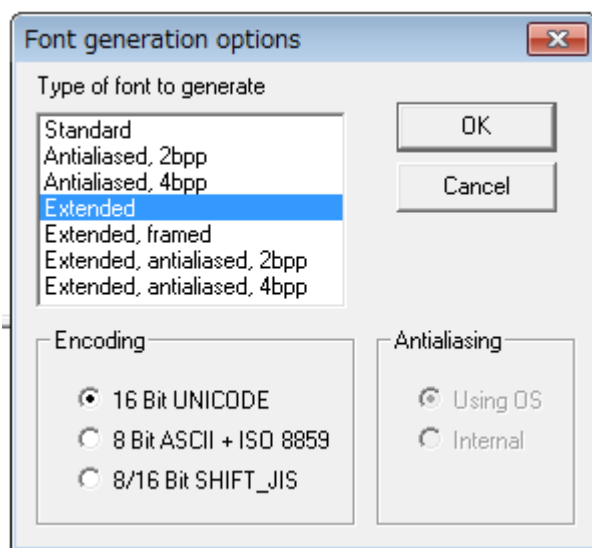 Font generation options
Type of font to generate
Standard
Antialiased, 2bpp
Antialiased, 4bpp
Extended
Extended, framed
Extended, antialiased, 2bpp
Extended, antialiased, 4bpp
OK
Cancel
Encoding
16 Bit UNICODE
8 Bit ASCII + ISO 8859
8/16 Bit SHIFT_JIS
Antialiasing
Using OS
Internal